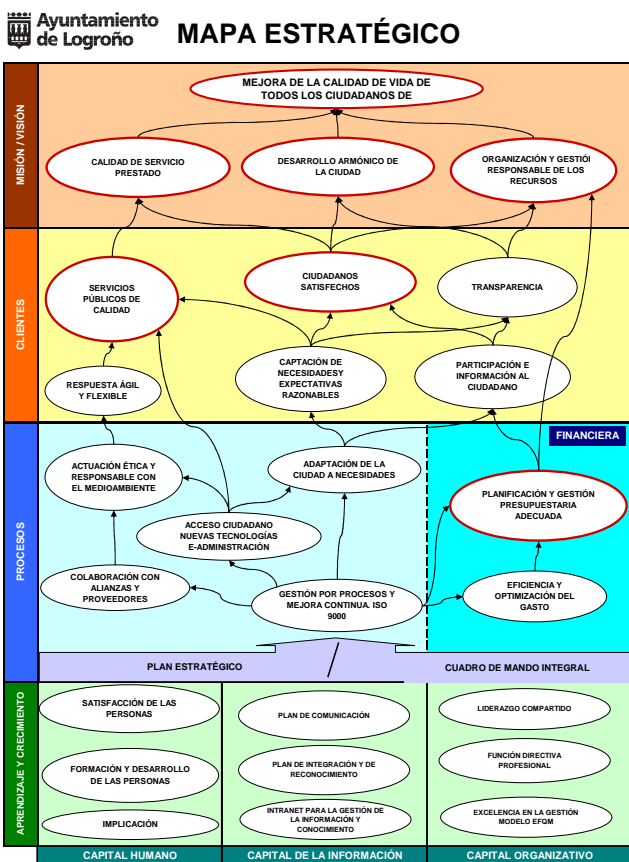 Ayuntamiento
de Logroño
MAPA ESTRATÉGICO
MISIÓN / VISIÓN
MEJORA DE LA CALIDAD DE VIDA DE
TODOS LOS CIUDADANOS DE
CALIDAD DE SERVICIO
PRESTADO
DESARROLLO ARMÓNICO DE
LA CIUDAD
ORGANIZACIÓN Y GESTIÓI
RESPONSABLE DE LOS
RECURSOS
CLIENTES
SERVICIOS
PÚBLICOS DE
CALIDAD
CIUDADANOS
SATISFECHOS
TRANSPARENCIA
RESPUESTA ÁGIL
Y FLEXIBLE
CAPTACIÓN DE
NECESIDADESY
EXPECTATIVAS
RAZONABLES
PARTICIPACIÓN E
INFORMACIÓN AL
CIUDADANO
PROCESOS
FINANCIERA
ACTUACIÓN ÉTICA Y
RESPONSABLE CON
EL MEDIOAMBIENTE
ADAPTACIÓN DE LA
CIUDAD A NECESIDADES
PLANIFICACIÓN Y GESTIÓN
PRESUPUESTARIA
ADECUADA
ACCESO CIUDADANO
NUEVAS TECNOLOGÍAS
E-ADMINISTRACIÓN
COLABORACIÓN CON
ALIANZAS Y
PROVEEDORES
GESTIÓN POR PROCESOS Y
MEJORA CONTINUA. ISO
9000
EFICIENCIA Y
OPTIMIZACIÓN DEL
GASTO
PLAN ESTRATÉGICO
/
CUADRO DE MANDO INTEGRAL
APRENDIZAJE Y CRECIMIENTO
SATISFACCIÓN DE LAS
PERSONAS
PLAN DE COMUNICACIÓN
LIDERAZGO COMPARTIDO
FORMACIÓN Y DESARROLLO
DE LAS PERSONAS
PLAN DE INTEGRACIÓN Y DE
RECONOCIMIENTO
FUNCIÓN DIRECTIVA
PROFESIONAL
IMPLICACIÓN
INTRANET PARA LA GESTIÓN DE
LA INFORMACIÓN Y
CONOCIMIENTO
EXCELENCIA EN LA GESTIÓN
MODELO EFQM
CAPITAL HUMANO
CAPITAL DE LA INFORMACIÓN
CAPITAL ORGANIZATIVO